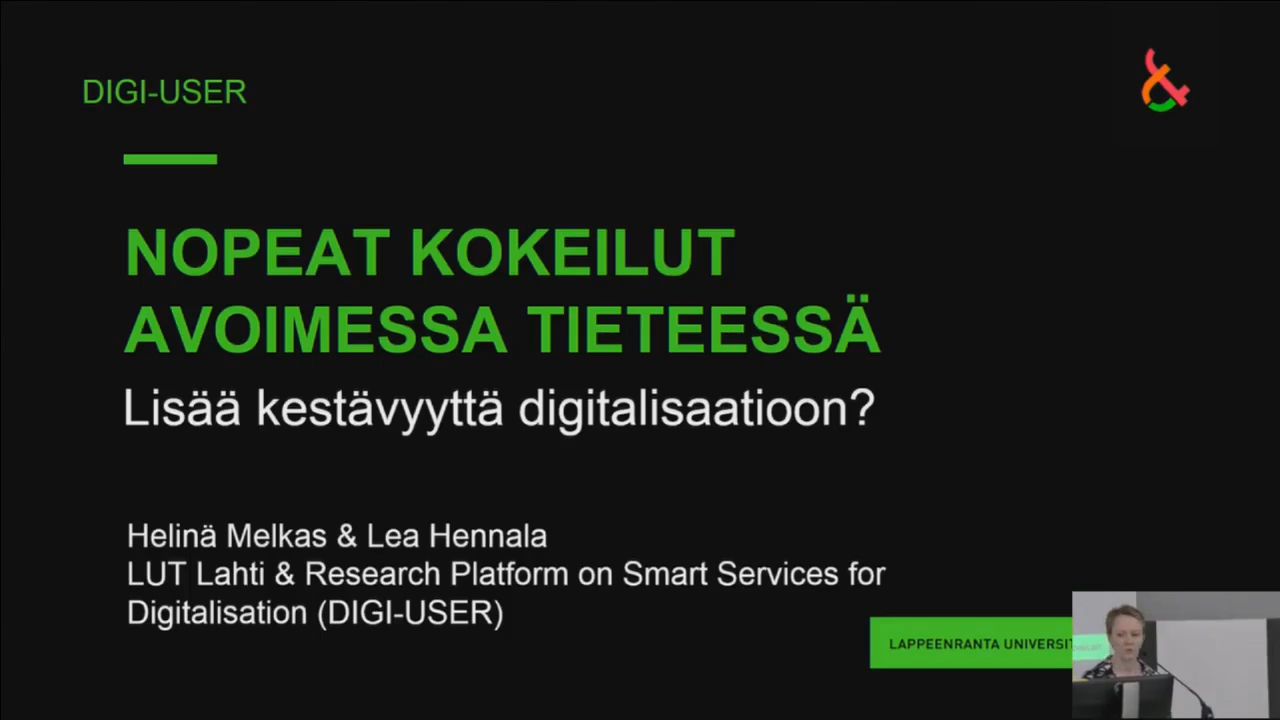 DIGI-USER
NOPEAT KOKEILUT
AVOIMESSA TIETEESSÄ
Lisää kestävyyttä digitalisaatioon?
Helinä Melkas & Lea Hennala
LUT Lahti & Research Platform on Smart Services for
Digitalisation (DIGI-USER)
LAPPEENRANTA